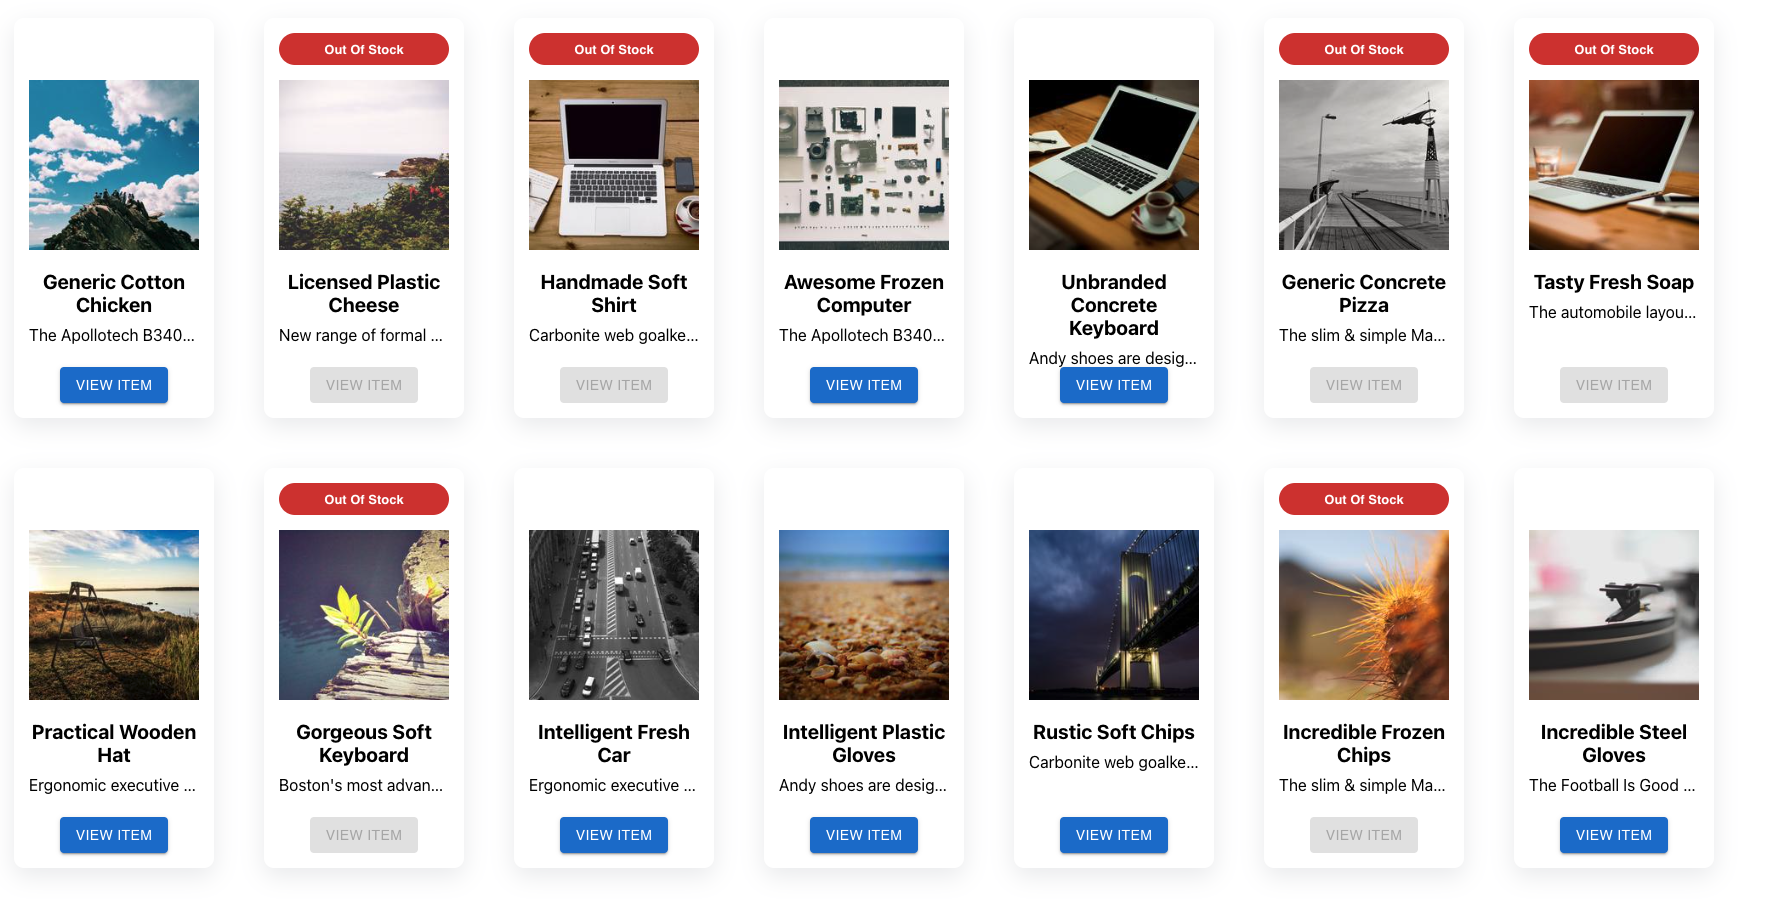 Out Of Stock
Out Of Stock
Out Of Stock
Out Of Stock
Generic Cotton
Chicken
The Apollotech B340...
VIEW ITEM
Licensed Plastic
Cheese
New range of formal ...
VIEW ITEM
Handmade Soft
Shirt
Carbonite web goalke...
VIEW ITEM
Awesome Frozen
Computer
The Apollotech B340...
VIEW ITEM
Unbranded
Concrete
Keyboard
Andy shoes are desig...
VIEW ITEM
Generic Concrete
Pizza
The slim & simple Ma...
VIEW ITEM
Tasty Fresh Soap
The automobile layou...
VIEW ITEM
Out Of Stock
Out Of Stock
Practical Wooden
Hat
Ergonomic executive ...
VIEW ITEM
Gorgeous Soft
Keyboard
Boston's most advan...
VIEW ITEM
Intelligent Fresh
Car
Ergonomic executive ...
VIEW ITEM
Intelligent Plastic
Gloves
Andy shoes are desig...
VIEW ITEM
Rustic Soft Chips
Carbonite web goalke...
VIEW ITEM
Incredible Frozen
Chips
The slim & simple Ma...
VIEW ITEM
Incredible Steel
Gloves
The Football Is Good ...
VIEW ITEM